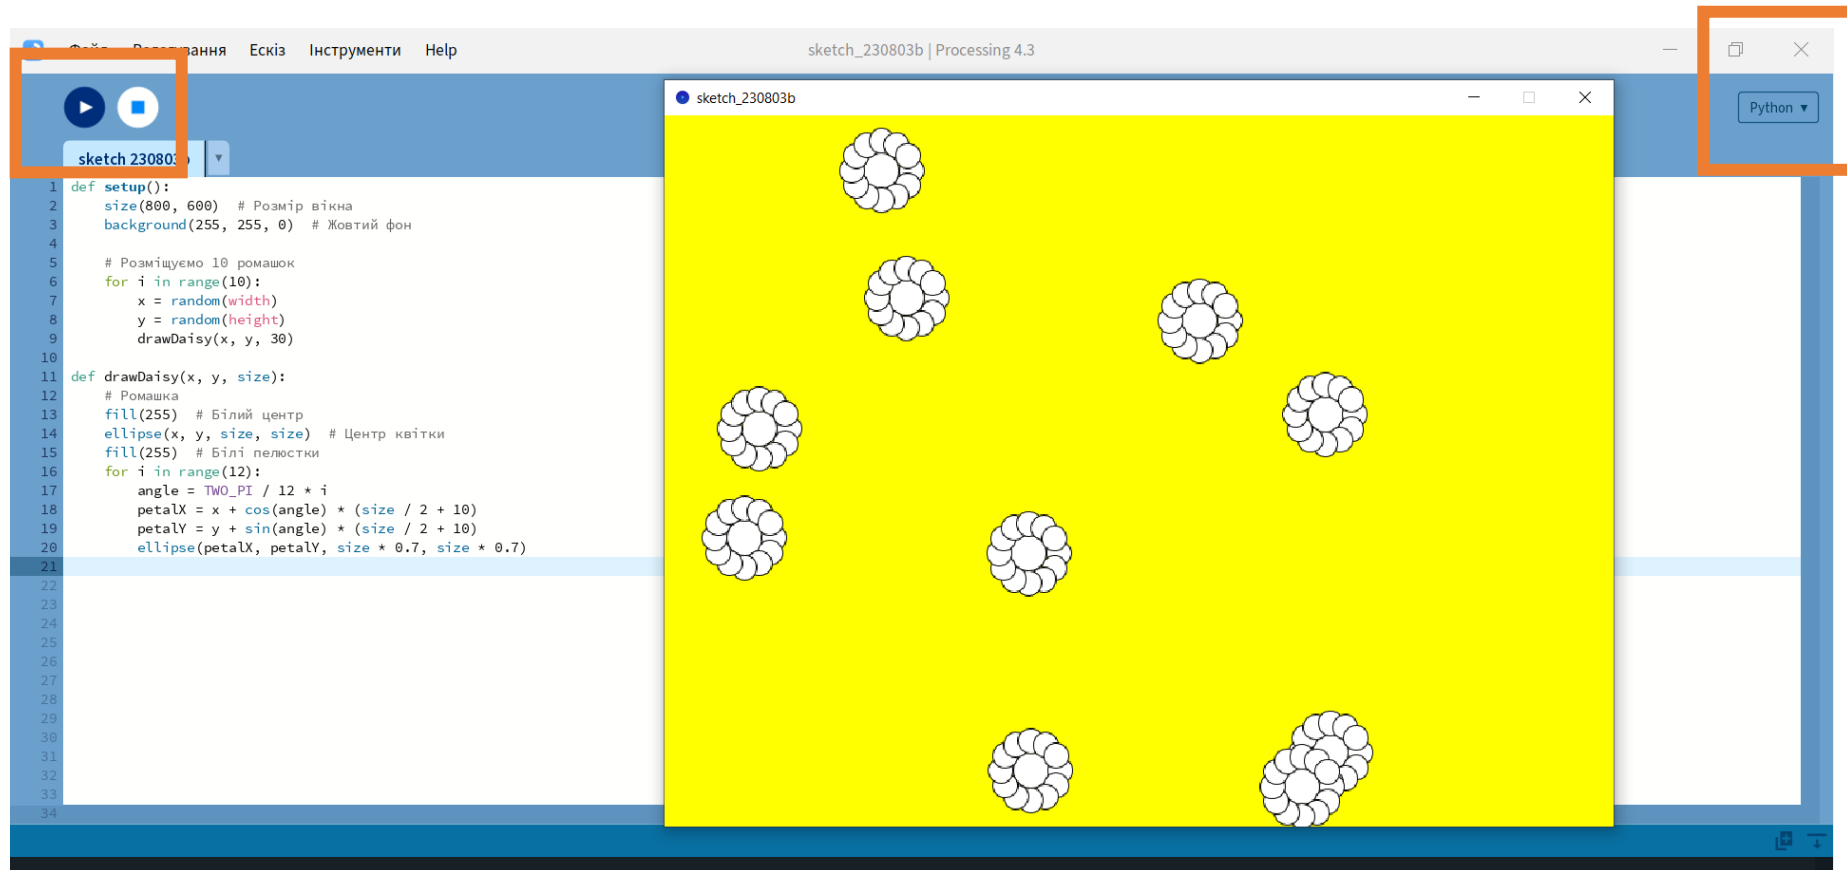 Файл Редагування Ескіз Інструменти Help
sketch_230803b | Processing 4.3
Python ▾
sketch 230803b
sketch_230803b
1 def setup():
2 size(800, 600) # Розмір вікна
3 background(255, 255, 0) # Жовтий фон
4
5 # Розміщуємо 10 ромашок
6 for i in range(10):
7 x = random(width)
8 y = random(height)
9 drawDaisy(x, y, 30)
10
11 def drawDaisy(x, y, size):
12 # Ромашка
13 fill(255) # Білий центр
14 ellipse(x, y, size, size) # Центр квітки
15 fill(255) # Білі пелюстки
16 for i in range(12):
17 angle = TWO_PI / 12 * i
18 petalX = x + cos(angle) * (size / 2 + 10)
19 petalY = y + sin(angle) * (size / 2 + 10)
20 ellipse(petalX, petalY, size * 0.7, size * 0.7)
21
22
23
24
25
26
27
28
29
30
31
32
33
34